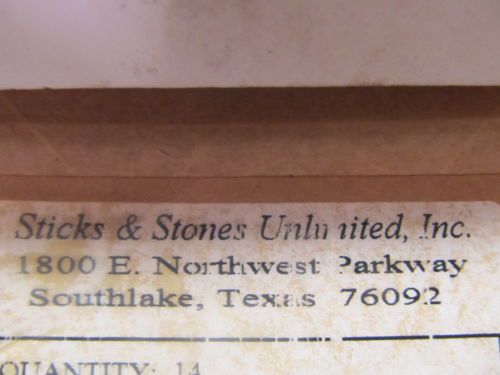 Sticks & Stones Unlimited, Inc.
1800 E. Northwest Parkway
Southlake, Texas 76092
QUANTITY: 14